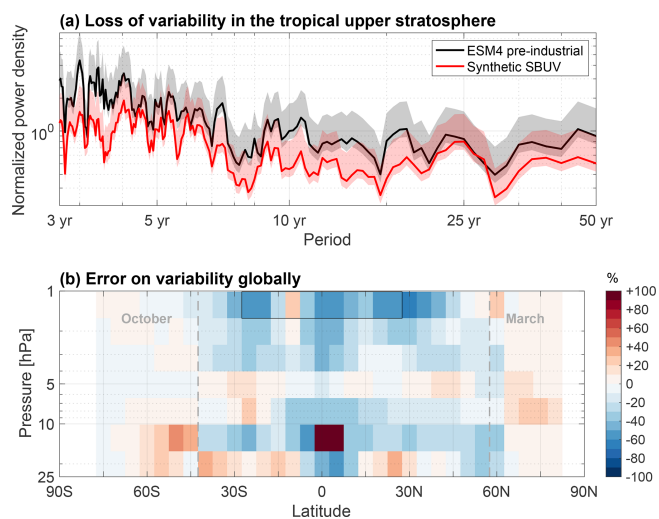 (a) Loss of variability in the tropical upper stratosphere
Normalized power density
10⁰
ESM4 pre-industrial
Synthetic SBUV
3 yr 5 yr 10 yr 25 yr 50 yr
Period
(b) Error on variability globally
Pressure [hPa]
1
5
10
25
October
March
90S 60S 30S 0 30N 60N 90N
Latitude
%
+100
+80
+60
+40
+20
0
-20
-40
-60
-80
-100